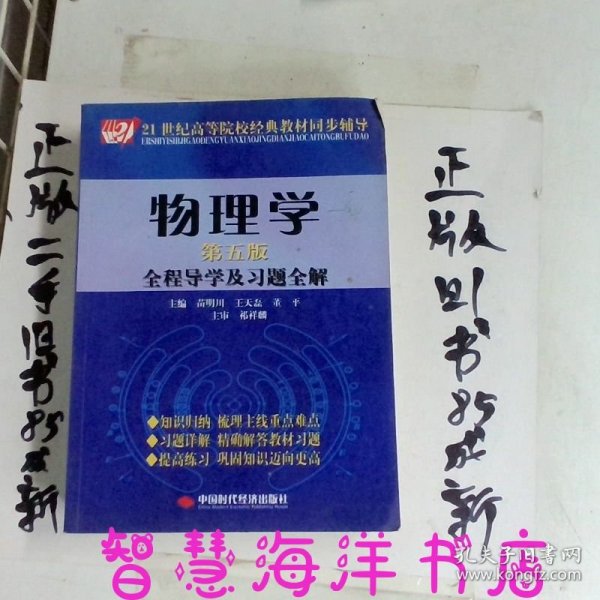 21世纪高等院校经典教材同步辅导
ERSHIYISHIJIGAODENGYUANXIAOJINGDIANJIAOCAITONGBUFUDAO
物理学
第五版
全程导学及习题全解
主编 苗明川 王天磊 董 平
主审 祁祥麟
◆知识归纳 梳理主线重点难点
◆习题详解 精确解答教材习题
◆提高练习 巩固知识迈向更高
中国时代经济出版社
China Modern Economic Publishing House
正版二手旧书85成新
正版旧书85成新
智慧海洋书店
孔夫子旧书网
www.kongfz.com